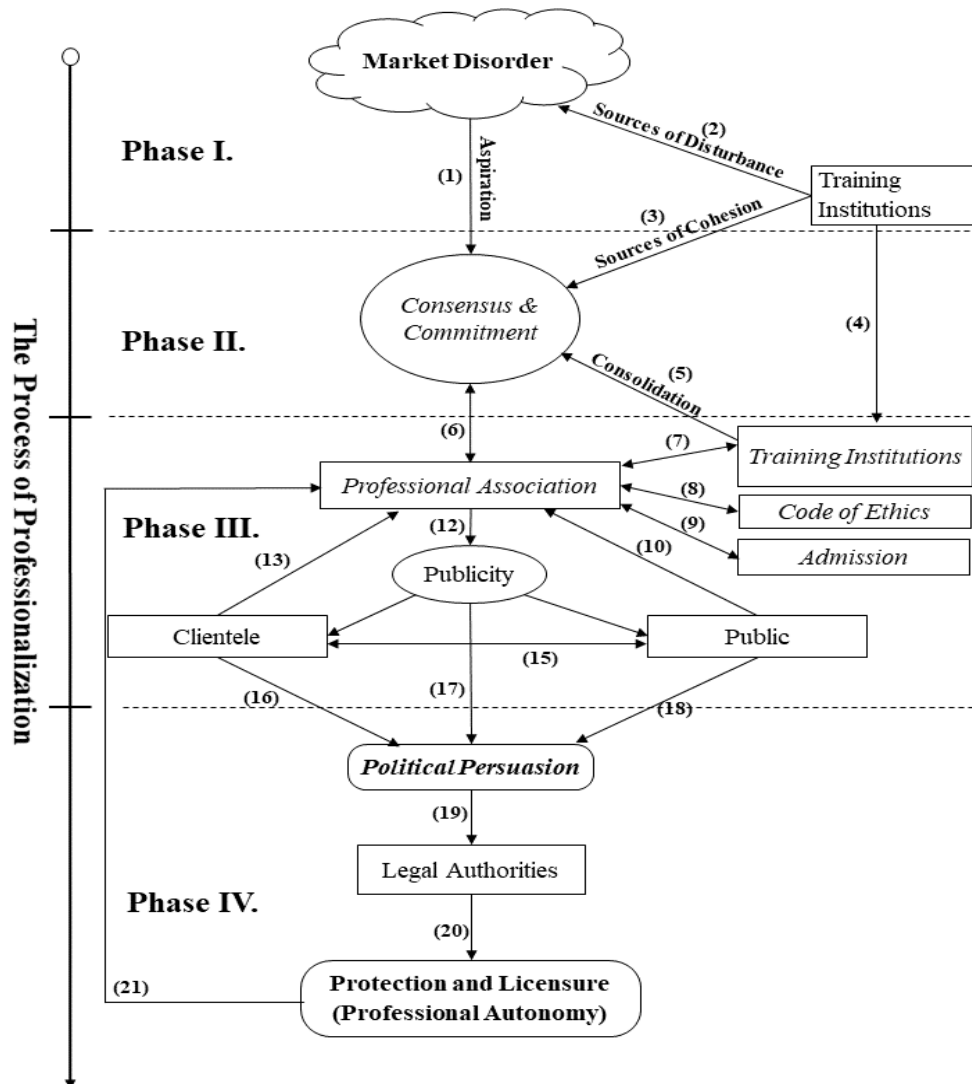 Market Disorder
(2)
Sources of Disturbance
Phase I.
(1)
Aspiration
Training
Institutions
(3)
Sources of Cohesion
Consensus &
Commitment
Phase II.
(4)
(5)
Consolidation
The Process of Professionalization
(6)
(7)
Training Institutions
Professional Association
(8)
Code of Ethics
Phase III.
(12)
(9)
(10)
Admission
(13)
Publicity
Clientele
Public
(15)
(16)
(17)
(18)
Political Persuasion
(19)
Legal Authorities
Phase IV.
(20)
Protection and Licensure
(Professional Autonomy)
(21)